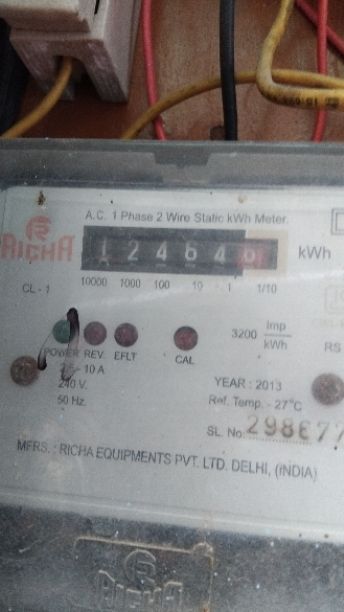 A.C. 1 Phase 2 Wire Static kWh Meter.
RICHA
kWh
CL - 1
10000 1000 100 10 1 1/10
POWER REV. EFLT
CAL
3200 Imp/kWh
RS
10 A
240 V.
50 Hz.
YEAR : 2013
Ref. Temp. - 27°C
SL. No.
MFRS. : RICHA EQUIPMENTS PVT. LTD. DELHI, (INDIA)
RICHA